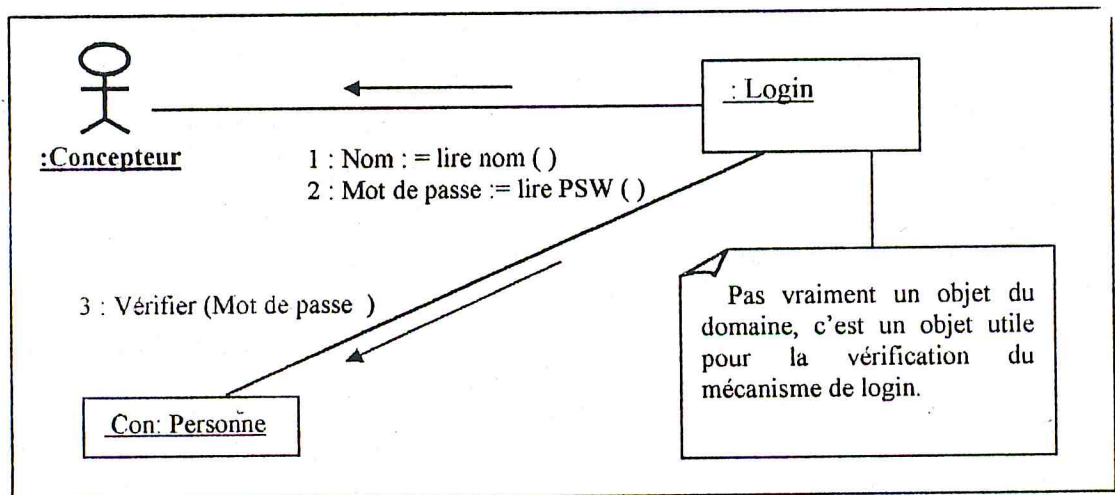 : Login
:Concepteur
1 : Nom : = lire nom ( )
2 : Mot de passe := lire PSW ( )
3 : Vérifier (Mot de passe )
Pas vraiment un objet du
domaine, c'est un objet utile
pour la vérification du
mécanisme de login.
Con: Personne